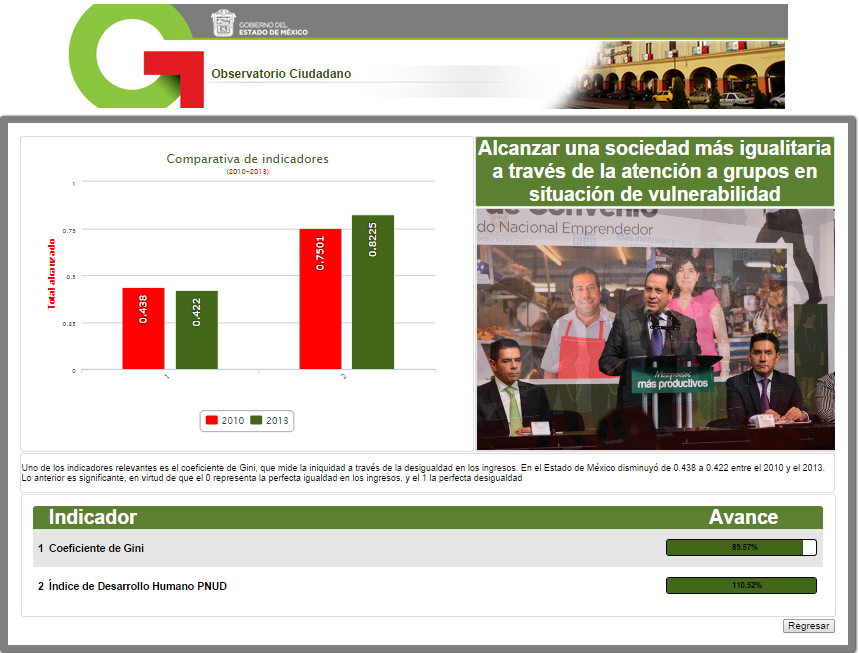 GOBIERNO DEL
ESTADO DE MÉXICO
Observatorio Ciudadano
Comparativa de indicadores
(2010-2013)
Total alcanzado
1
0.75
0.5
0.25
0
0.438
0.422
0.7501
0.8225
1
2
2010
2013
Alcanzar una sociedad más igualitaria
a través de la atención a grupos en
situación de vulnerabilidad
de Convenio
do Nacional Emprendedor
Mexiquenses
más productivos
Uno de los indicadores relevantes es el coeficiente de Gini, que mide la iniquidad a través de la desigualdad en los ingresos. En el Estado de México disminuyó de 0.438 a 0.422 entre el 2010 y el 2013.
Lo anterior es significante, en virtud de que el 0 representa la perfecta igualdad en los ingresos, y el 1 la perfecta desigualdad
Indicador Avance
1 Coeficiente de Gini 89.57%
2 Índice de Desarrollo Humano PNUD 110.52%
Regresar